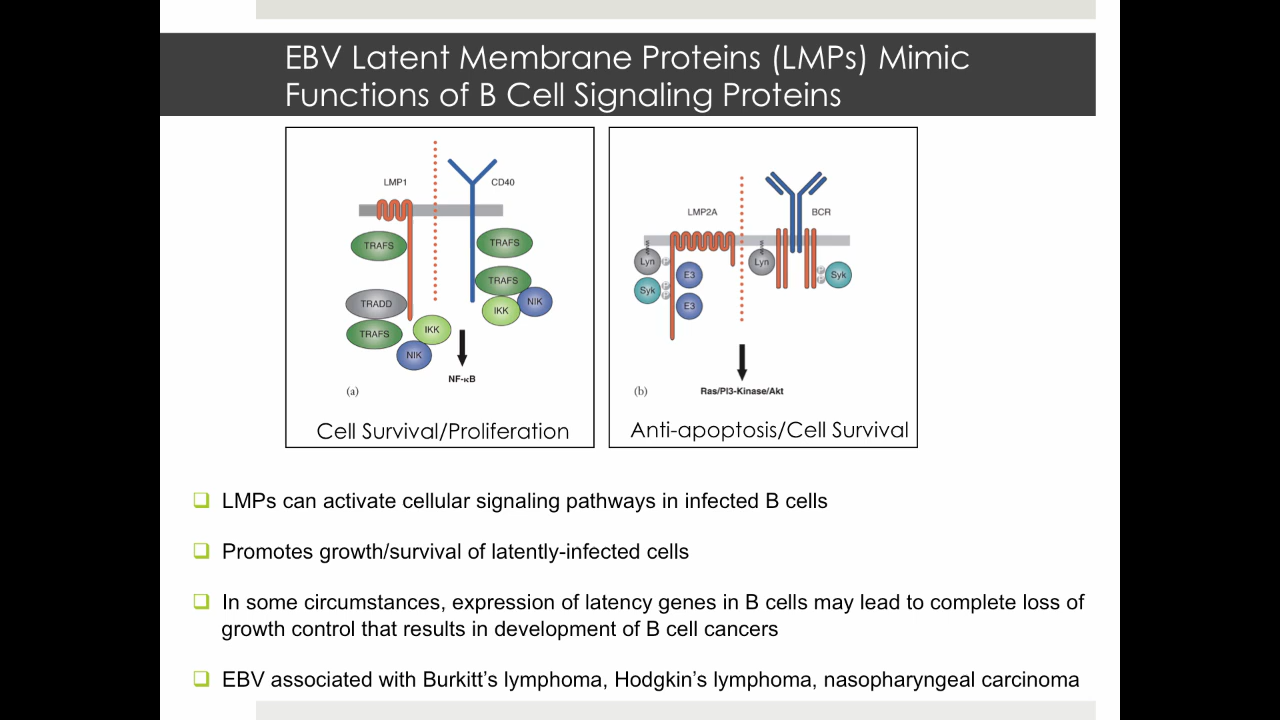 EBV Latent Membrane Proteins (LMPs) Mimic
Functions of B Cell Signaling Proteins
LMP1
CD40
TRAFS
TRAFS
TRAFS
TRADD
NIK
IKK
IKK
TRAFS
NIK
NF-κB
(a)
Cell Survival/Proliferation
LMP2A
BCR
Lyn
P
E3
Lyn
P
Syk
Syk
P
P
P
E3
(b)
Ras/PI3-Kinase/Akt
Anti-apoptosis/Cell Survival
LMPs can activate cellular signaling pathways in infected B cells
Promotes growth/survival of latently-infected cells
In some circumstances, expression of latency genes in B cells may lead to complete loss of
growth control that results in development of B cell cancers
EBV associated with Burkitt’s lymphoma, Hodgkin’s lymphoma, nasopharyngeal carcinoma